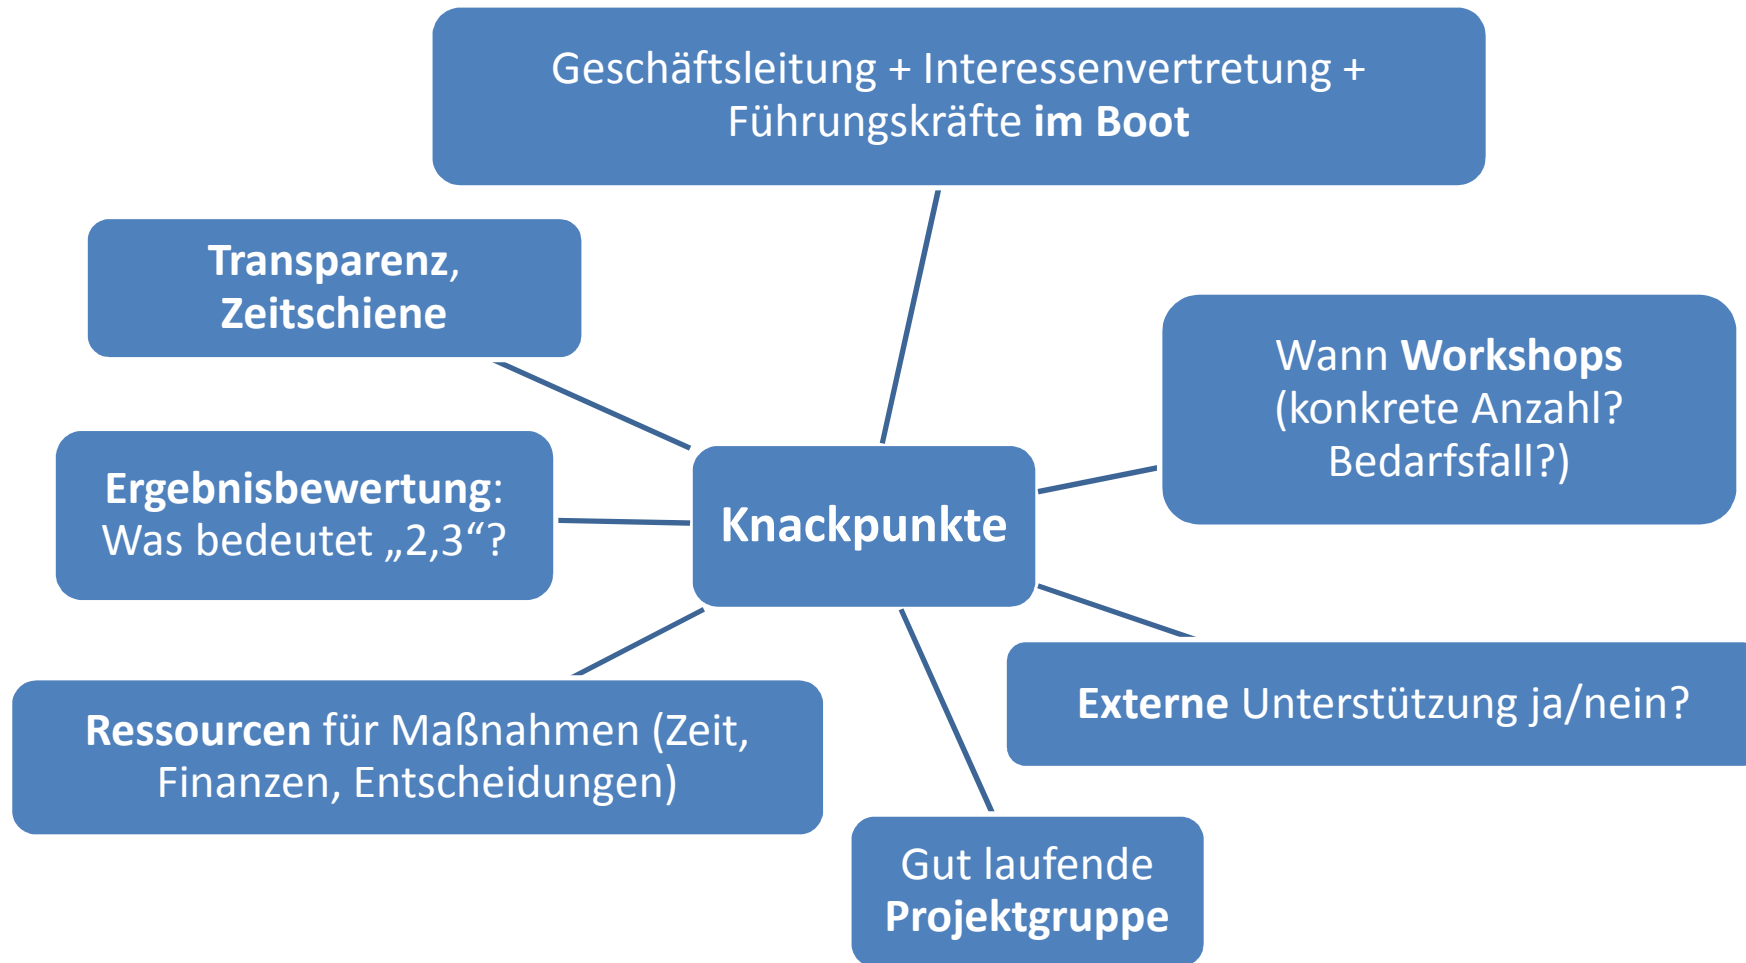 Geschäftsleitung + Interessenvertretung +
Führungskräfte im Boot
Transparenz,
Zeitschiene
Wann Workshops
(konkrete Anzahl?
Bedarfsfall?)
Ergebnisbewertung:
Was bedeutet „2,3“?
Knackpunkte
Externe Unterstützung ja/nein?
Ressourcen für Maßnahmen (Zeit,
Finanzen, Entscheidungen)
Gut laufende
Projektgruppe